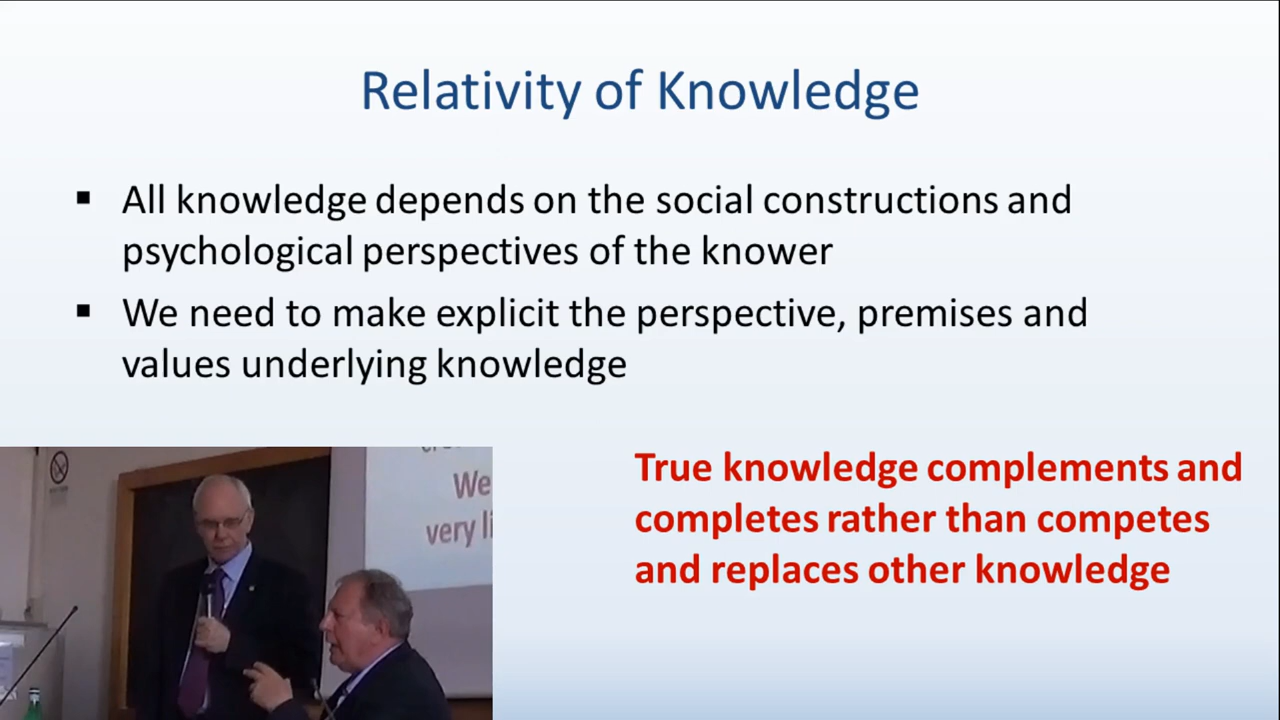 Relativity of Knowledge
▪ All knowledge depends on the social constructions and
psychological perspectives of the knower
▪ We need to make explicit the perspective, premises and
values underlying knowledge
True knowledge complements and
completes rather than competes
and replaces other knowledge
We
very li